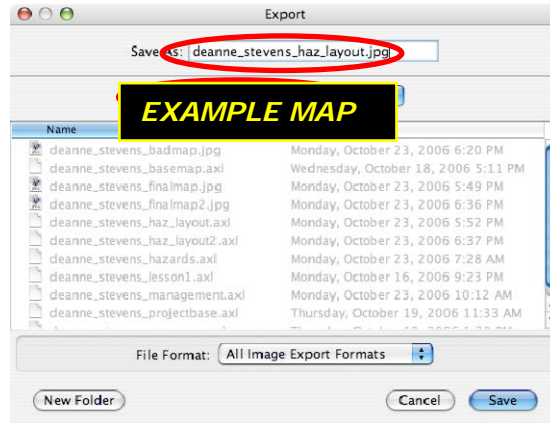 Export
Save As: deanne_stevens_haz_layout.jpg
EXAMPLE MAP
Name
deanne_stevens_badmap.jpg Monday, October 23, 2006 6:20 PM
deanne_stevens_basemap.axl Wednesday, October 18, 2006 5:11 PM
deanne_stevens_finalmap.jpg Monday, October 23, 2006 5:49 PM
deanne_stevens_finalmap2.jpg Monday, October 23, 2006 6:36 PM
deanne_stevens_haz_layout.axl Monday, October 23, 2006 5:52 PM
deanne_stevens_haz_layout2.axl Monday, October 23, 2006 6:37 PM
deanne_stevens_hazards.axl Monday, October 23, 2006 7:28 AM
deanne_stevens_lesson1.axl Monday, October 16, 2006 9:23 PM
deanne_stevens_management.axl Monday, October 23, 2006 10:12 AM
deanne_stevens_projectbase.axl Thursday, October 19, 2006 11:33 AM
File Format: All Image Export Formats
New Folder Cancel Save